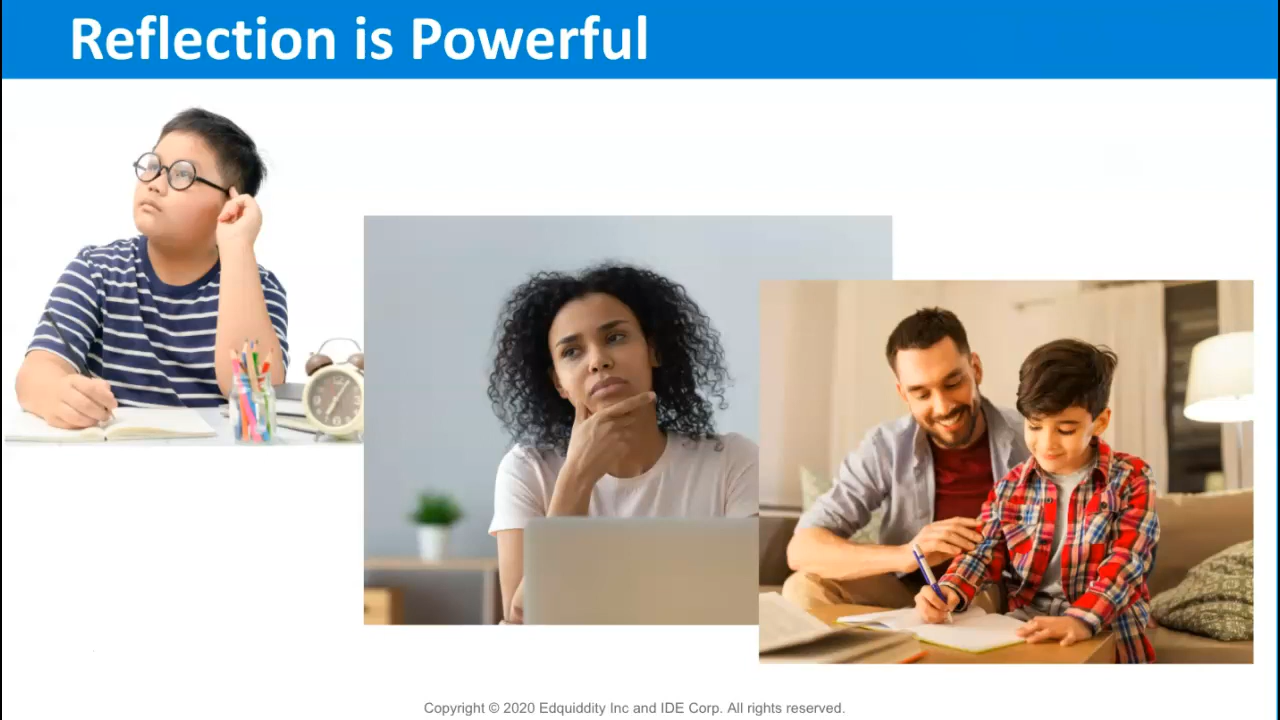 Reflection is Powerful
Copyright © 2020 Edquiddity Inc and IDE Corp. All rights reserved.